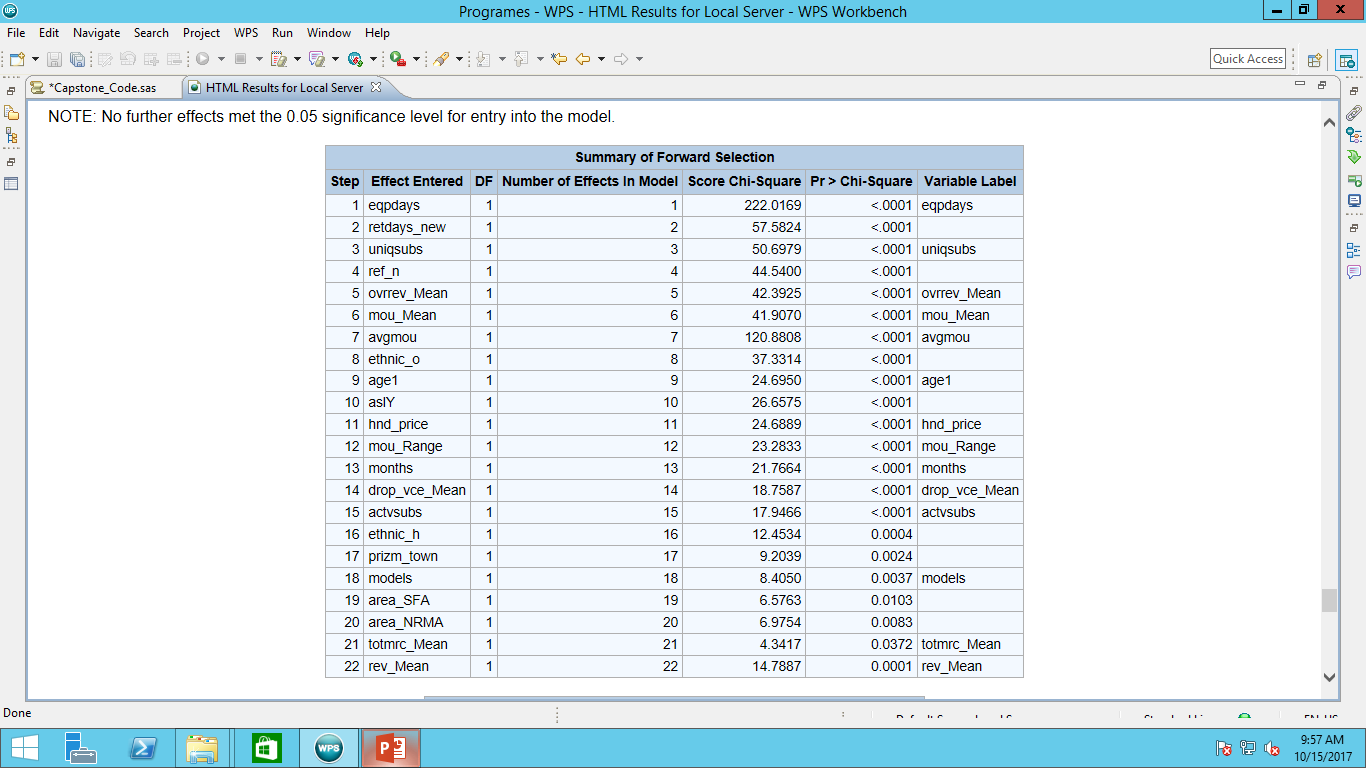 Programes - WPS - HTML Results for Local Server - WPS Workbench
File Edit Navigate Search Project WPS Run Window Help
Quick Access
*Capstone_Code.sas HTML Results for Local Server
NOTE: No further effects met the 0.05 significance level for entry into the model.
Summary of Forward Selection
Step Effect Entered DF Number of Effects In Model Score Chi-Square Pr > Chi-Square Variable Label
1 eqpdays 1 1 222.0169 <.0001 eqpdays
2 retdays_new 1 2 57.5824 <.0001
3 uniqsubs 1 3 50.6979 <.0001 uniqsubs
4 ref_n 1 4 44.5400 <.0001
5 ovrrev_Mean 1 5 42.3925 <.0001 ovrrev_Mean
6 mou_Mean 1 6 41.9070 <.0001 mou_Mean
7 avgmou 1 7 120.8808 <.0001 avgmou
8 ethnic_o 1 8 37.3314 <.0001
9 age1 1 9 24.6950 <.0001 age1
10 aslY 1 10 26.6575 <.0001
11 hnd_price 1 11 24.6889 <.0001 hnd_price
12 mou_Range 1 12 23.2833 <.0001 mou_Range
13 months 1 13 21.7664 <.0001 months
14 drop_vce_Mean 1 14 18.7587 <.0001 drop_vce_Mean
15 actvsubs 1 15 17.9466 <.0001 actvsubs
16 ethnic_h 1 16 12.4534 0.0004
17 prizm_town 1 17 9.2039 0.0024
18 models 1 18 8.4050 0.0037 models
19 area_SFA 1 19 6.5763 0.0103
20 area_NRMA 1 20 6.9754 0.0083
21 totmrc_Mean 1 21 4.3417 0.0372 totmrc_Mean
22 rev_Mean 1 22 14.7887 0.0001 rev_Mean
Done
WPS
9:57 AM
10/15/2017